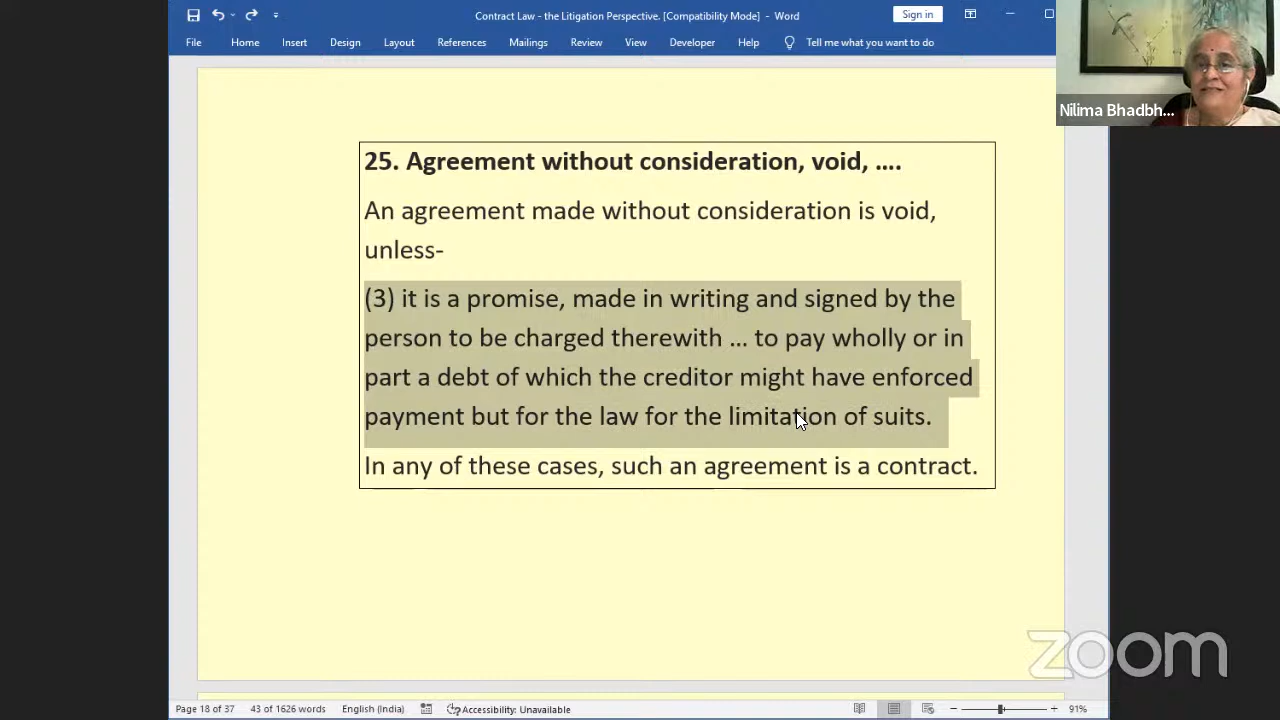 Contract Law - the Litigation Perspective. [Compatibility Mode] - Word
Sign in
File Home Insert Design Layout References Mailings Review View Developer Help Tell me what you want to do
Nilima Bhadbh...
25. Agreement without consideration, void, ....
An agreement made without consideration is void,
unless-
(3) it is a promise, made in writing and signed by the
person to be charged therewith ... to pay wholly or in
part a debt of which the creditor might have enforced
payment but for the law for the limitation of suits.
In any of these cases, such an agreement is a contract.
zoom
Page 18 of 37 43 of 1626 words English (India) Accessibility: Unavailable 91%